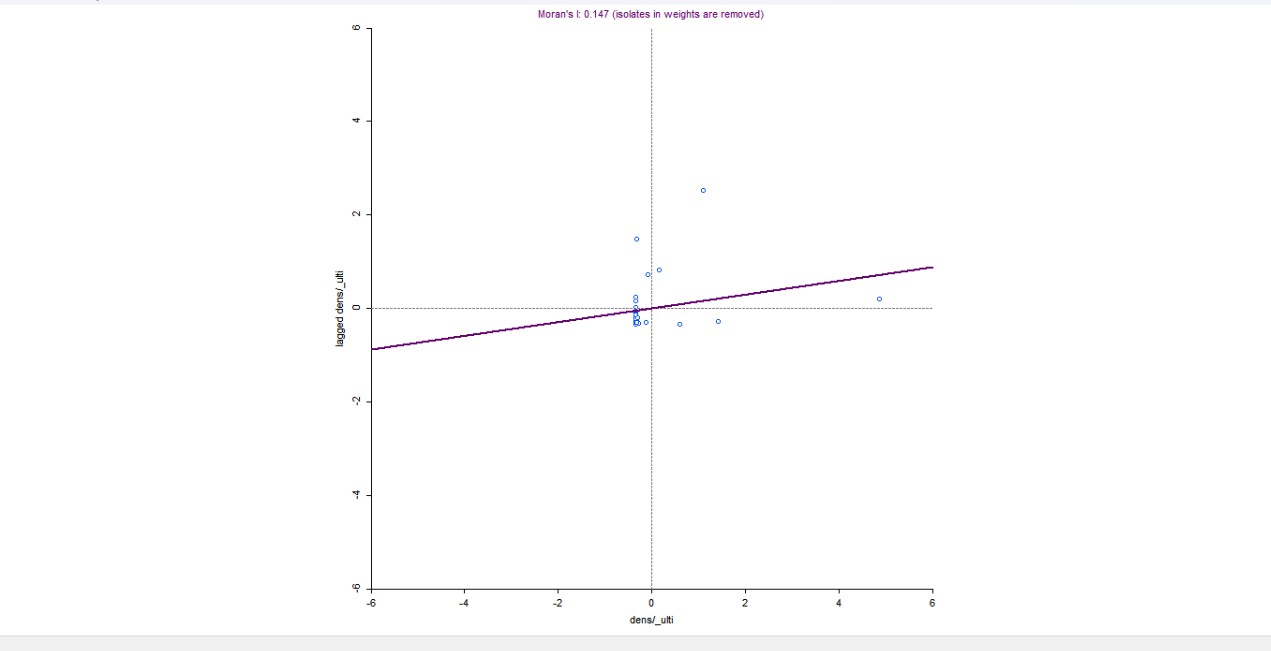 Moran's I: 0.147 (isolates in weights are removed)
6
4
2
0
-2
-4
-6
lagged dens/_ulti
-6 -4 -2 0 2 4 6
dens/_ulti